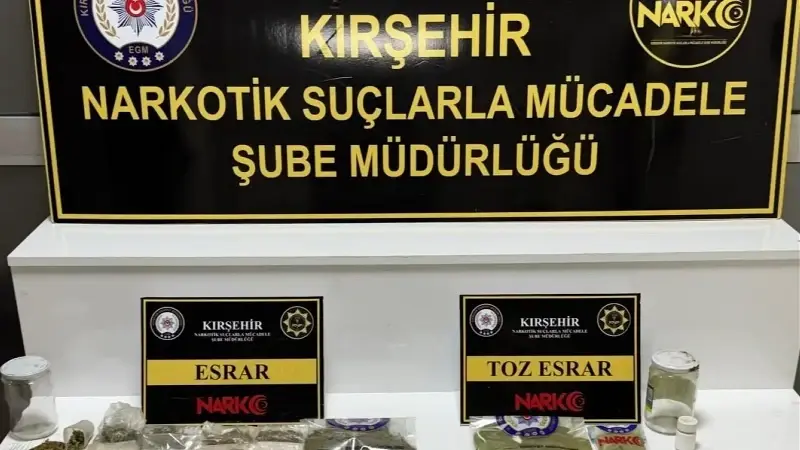 EGM
NARKO
KIRŞEHİR
NARKOTİK SUÇLARLA MÜCADELE
ŞUBE MÜDÜRLÜĞÜ
KIRŞEHİR
NARKOTİK SUÇLARLA MÜCADELE
ŞUBE MÜDÜRLÜĞÜ
ESRAR
NARKO
KIRŞEHİR
NARKOTİK SUÇLARLA MÜCADELE
ŞUBE MÜDÜRLÜĞÜ
TOZ ESRAR
NARKO